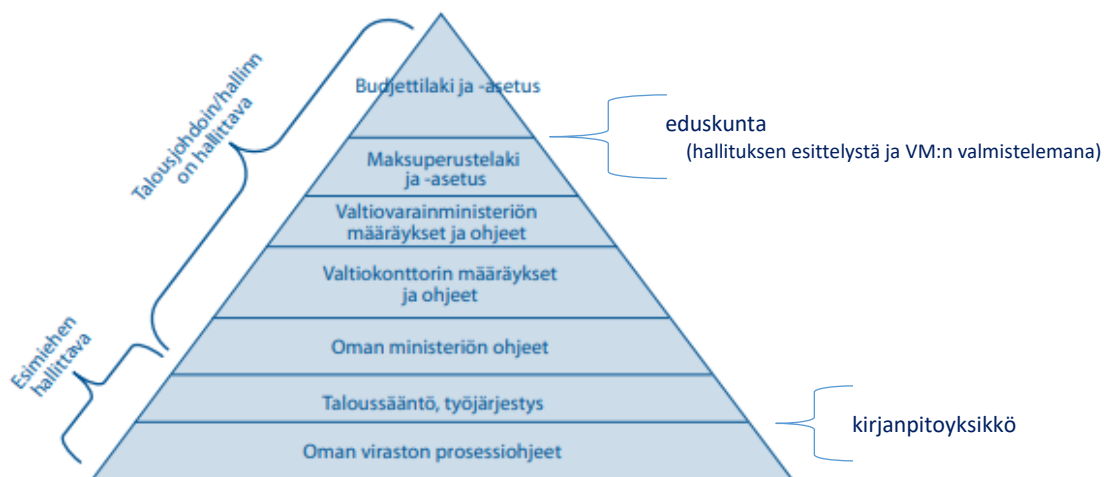 Talousjohdoin/hallinn
on hallittava
Esimiehen
hallittava
Budjettilaki ja -asetus
Maksuperustelaki
ja -asetus
Valtiovarainministeriön
määräykset ja ohjeet
Valtiokonttorin määräykset
ja ohjeet
Oman ministeriön ohjeet
Taloussääntö, työjärjestys
Oman viraston prosessiohjeet
eduskunta
(hallituksen esittelystä ja VM:n valmistelemana)
kirjanpitoyksikkö